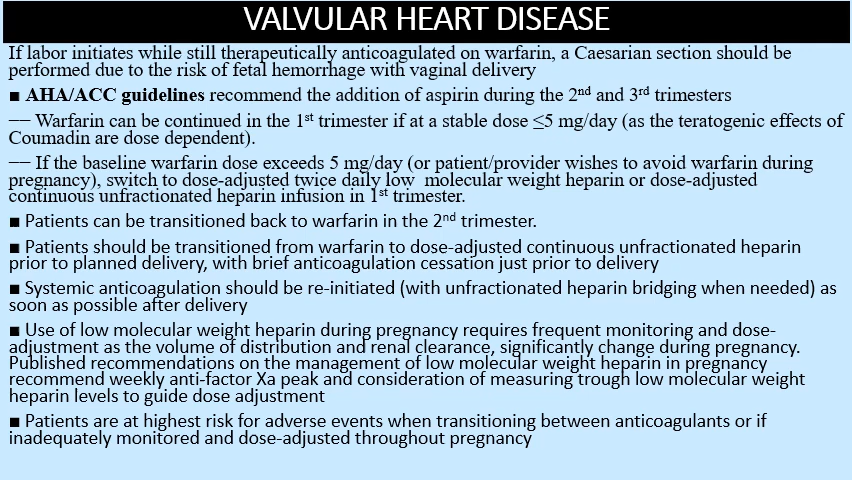 VALVULAR HEART DISEASE
If labor initiates while still therapeutically anticoagulated on warfarin, a Caesarian section should be
performed due to the risk of fetal hemorrhage with vaginal delivery
■ AHA/ACC guidelines recommend the addition of aspirin during the 2nd and 3rd trimesters
── Warfarin can be continued in the 1st trimester if at a stable dose ≤5 mg/day (as the teratogenic effects of
Coumadin are dose dependent).
── If the baseline warfarin dose exceeds 5 mg/day (or patient/provider wishes to avoid warfarin during
pregnancy), switch to dose-adjusted twice daily low molecular weight heparin or dose-adjusted
continuous unfractionated heparin infusion in 1st trimester.
■ Patients can be transitioned back to warfarin in the 2nd trimester.
■ Patients should be transitioned from warfarin to dose-adjusted continuous unfractionated heparin
prior to planned delivery, with brief anticoagulation cessation just prior to delivery
■ Systemic anticoagulation should be re-initiated (with unfractionated heparin bridging when needed) as
soon as possible after delivery
■ Use of low molecular weight heparin during pregnancy requires frequent monitoring and dose-
adjustment as the volume of distribution and renal clearance, significantly change during pregnancy.
Published recommendations on the management of low molecular weight heparin in pregnancy
recommend weekly anti-factor Xa peak and consideration of measuring trough low molecular weight
heparin levels to guide dose adjustment
■ Patients are at highest risk for adverse events when transitioning between anticoagulants or if
inadequately monitored and dose-adjusted throughout pregnancy